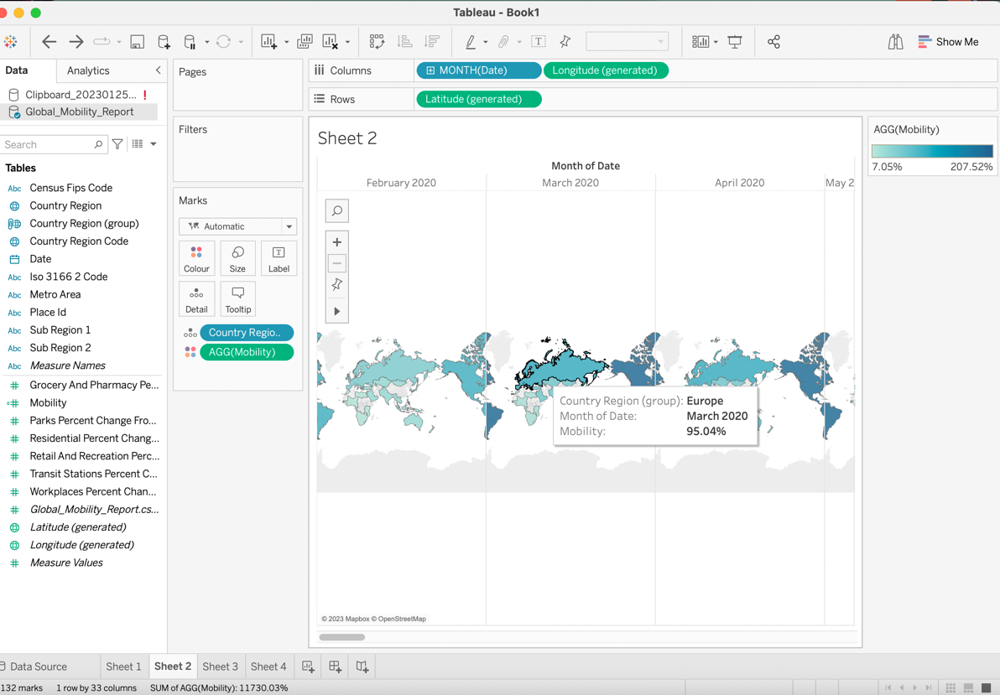 Tableau - Book1
Show Me
Data
Analytics
Clipboard_20230125... !
Global_Mobility_Report
Search
Tables
Abc Census Fips Code
Country Region
Country Region (group)
Country Region Code
Date
Abc Iso 3166 2 Code
Abc Metro Area
Abc Place Id
Abc Sub Region 1
Abc Sub Region 2
Abc Measure Names
# Grocery And Pharmacy Pe...
=# Mobility
# Parks Percent Change Fro...
# Residential Percent Chang...
# Retail And Recreation Perc...
# Transit Stations Percent C...
# Workplaces Percent Chan...
# Global_Mobility_Report.cs...
Latitude (generated)
Longitude (generated)
# Measure Values
Pages
Filters
Marks
Automatic
Colour
Size
T
Label
Detail
Tooltip
Country Regio..
AGG(Mobility)
Columns
MONTH(Date)
Longitude (generated)
Rows
Latitude (generated)
Sheet 2
Month of Date
February 2020
March 2020
April 2020
May 2
Country Region (group): Europe
Month of Date: March 2020
Mobility: 95.04%
© 2023 Mapbox © OpenStreetMap
AGG(Mobility)
7.05%
207.52%
Data Source
Sheet 1
Sheet 2
Sheet 3
Sheet 4
132 marks
1 row by 33 columns
SUM of AGG(Mobility): 11730.03%